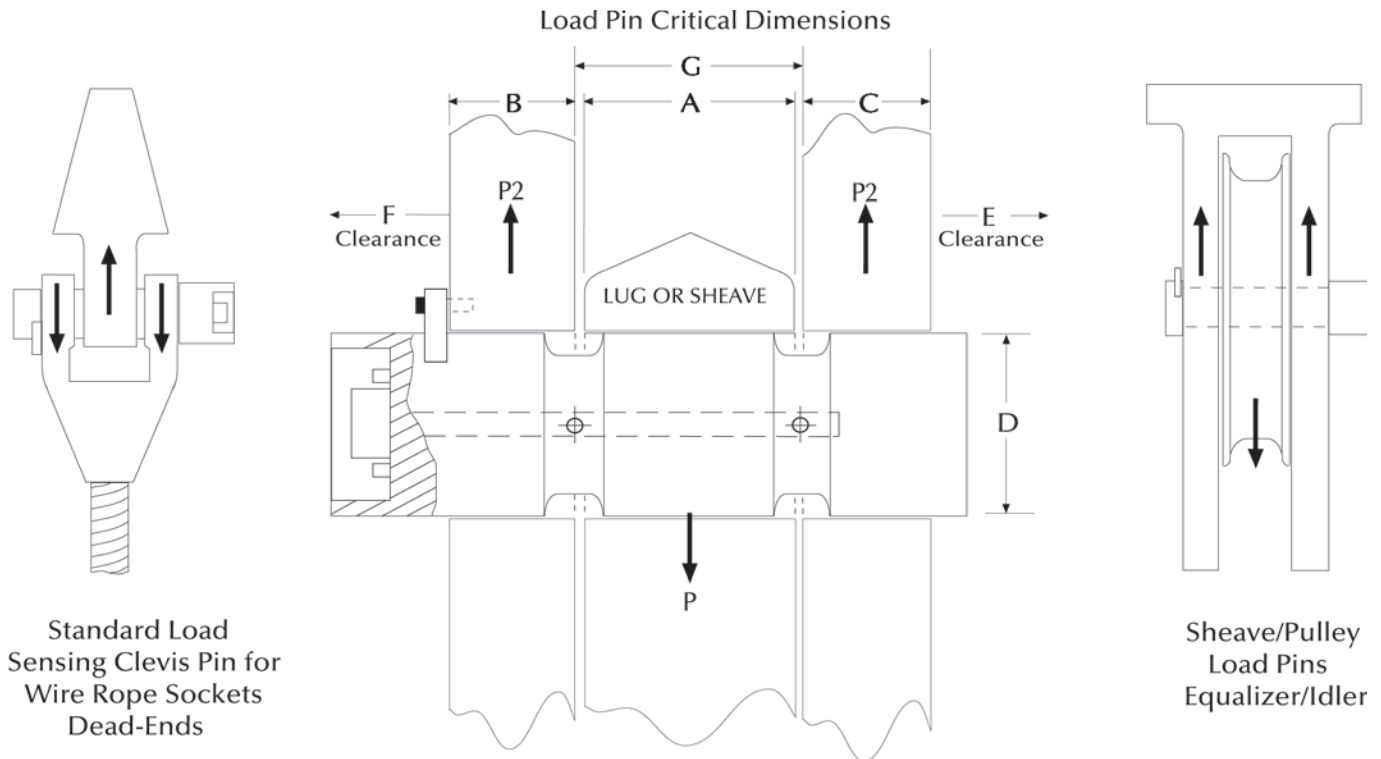 Load Pin Critical Dimensions
G
B
A
C
P2
P2
F
Clearance
E
Clearance
LUG OR SHEAVE
D
P
Standard Load
Sensing Clevis Pin for
Wire Rope Sockets
Dead-Ends
Sheave/Pulley
Load Pins
Equalizer/Idler